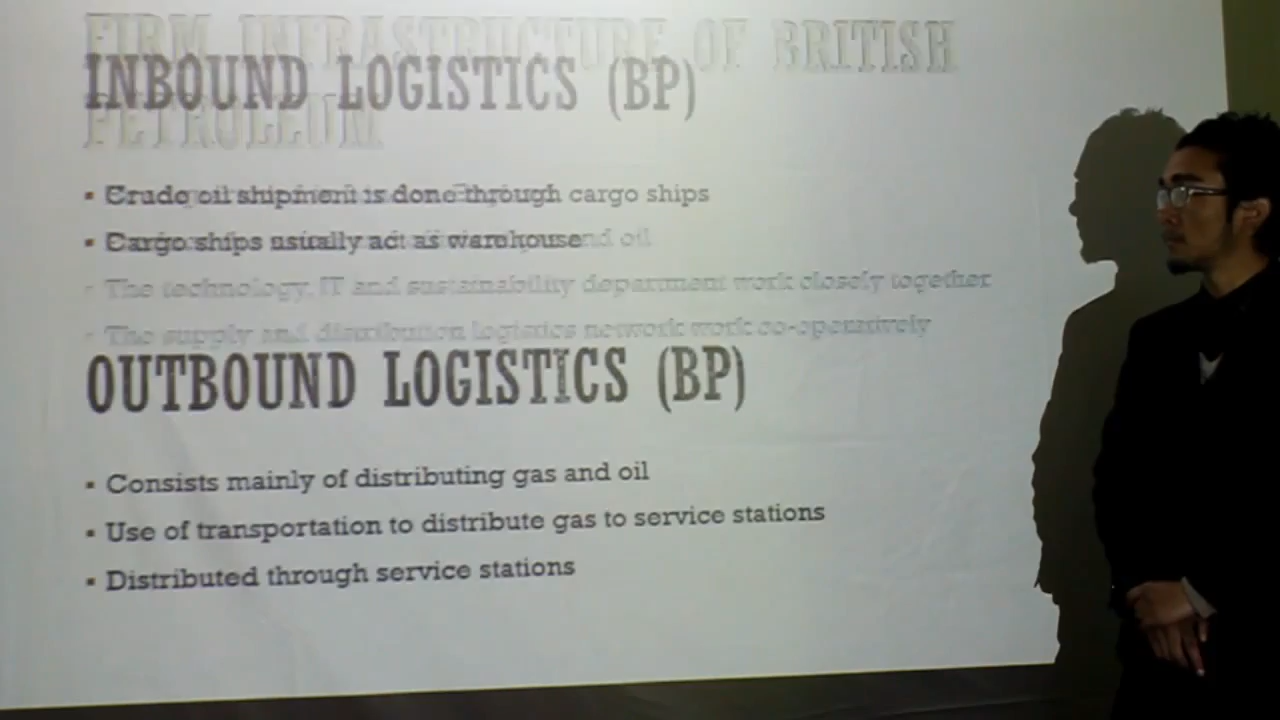 FIRM INFRASTRUCTURE OF BRITISH
INBOUND LOGISTICS (BP)
PETROLEUM
▪ Crude oil shipment is done through cargo ships
▪ Cargo ships usually act as warehouse
oil
▪ The technology, IT and sustainability department work closely together
▪ The supply and distribution logistics network work co-operatively
OUTBOUND LOGISTICS (BP)
▪ Consists mainly of distributing gas and oil
▪ Use of transportation to distribute gas to service stations
▪ Distributed through service stations